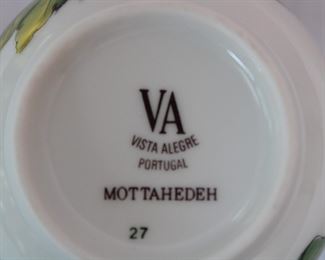 VA
VISTA ALEGRE
PORTUGAL
MOTTAHEDEH
27